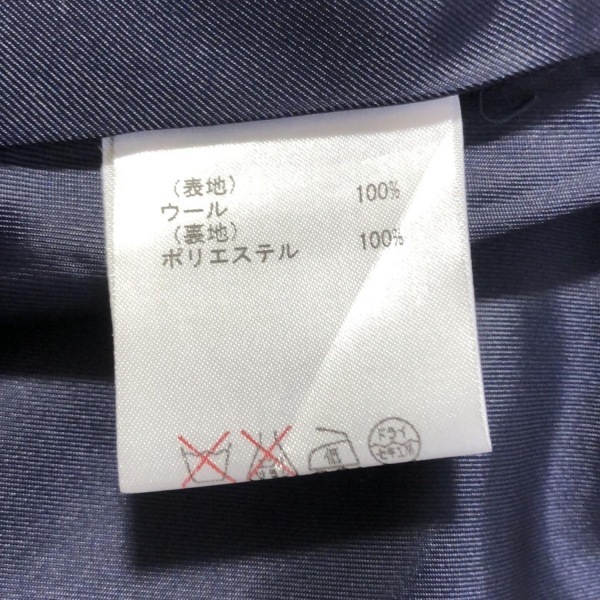 （表地）
ウール 100%
（裏地）
ポリエステル 100%
低
ドライ
セキユ系